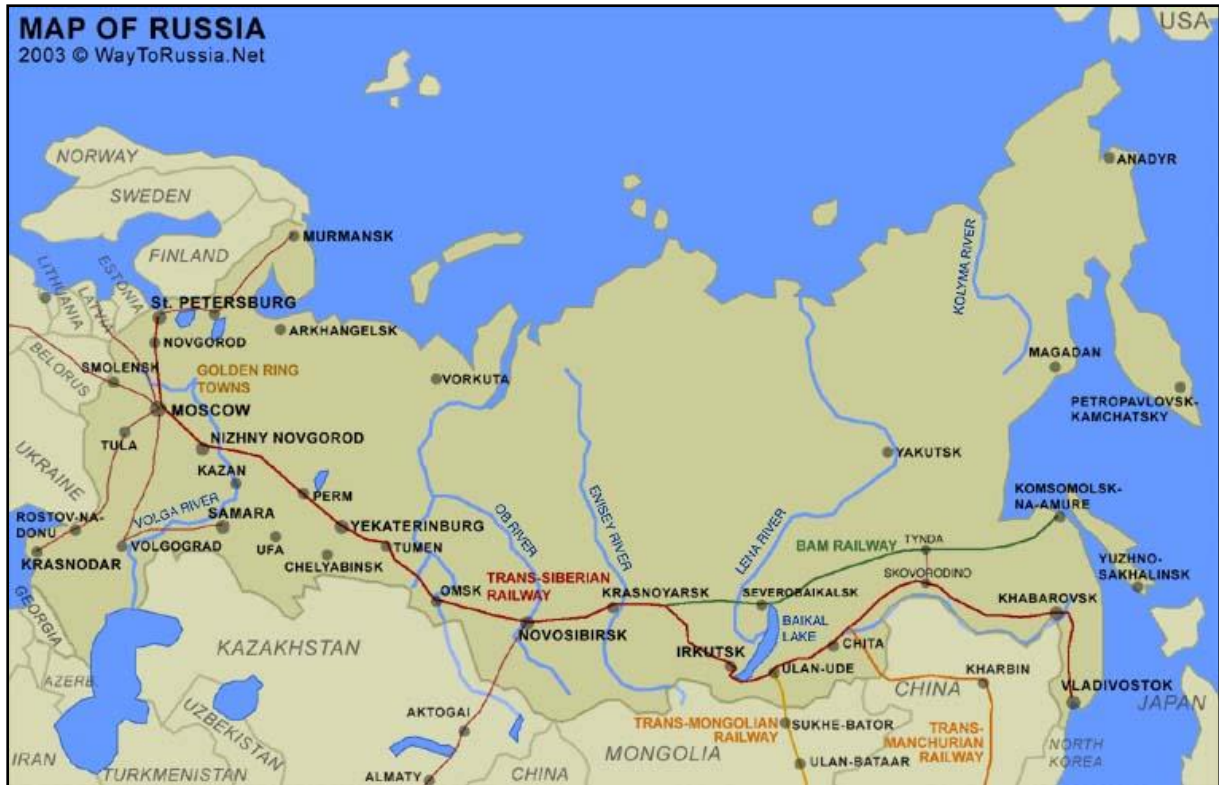 MAP OF RUSSIA
2003 © WayToRussia.Net
USA
NORWAY
SWEDEN
FINLAND
ANADYR
MURMANSK
KOLYMA RIVER
LITHUANIA
LATVIA
ESTONIA
St. PETERSBURG
ARKHANGELSK
NOVGOROD
BELORUS
SMOLENSK
GOLDEN RING
TOWNS
VORKUTA
MAGADAN
PETROPAVLOVSK-
KAMCHATSKY
MOSCOW
TULA
NIZHNY NOVGOROD
YAKUTSK
UKRAINE
KAZAN
PERM
KOMSOMOLSK-
NA-AMURE
ROSTOV-NA-
DONU
VOLGA RIVER
SAMARA
YEKATERINBURG
OB RIVER
ENISEY RIVER
LENA RIVER
BAM RAILWAY
TYNDA
KRASNODAR
VOLGOGRAD
UFA
CHELYABINSK
TUMEN
SKOVORODINO
YUZHNO-
SAKHALINSK
GEORGIA
OMSK
TRANS-SIBERIAN
RAILWAY
KRASNOYARSK
SEVEROBAIKALSK
KHABAROVSK
KAZAKHSTAN
NOVOSIBIRSK
BAIKAL
LAKE
IRKUTSK
CHITA
ULAN-UDE
KHARBIN
AZERB.
CHINA
VLADIVOSTOK
JAPAN
UZBEKISTAN
AKTOGAI
TRANS-MONGOLIAN
RAILWAY
SUKHE-BATOR
TRANS-
MANCHURIAN
RAILWAY
IRAN
TURKMENISTAN
ALMATY
CHINA
MONGOLIA
ULAN-BATAAR
NORTH
KOREA